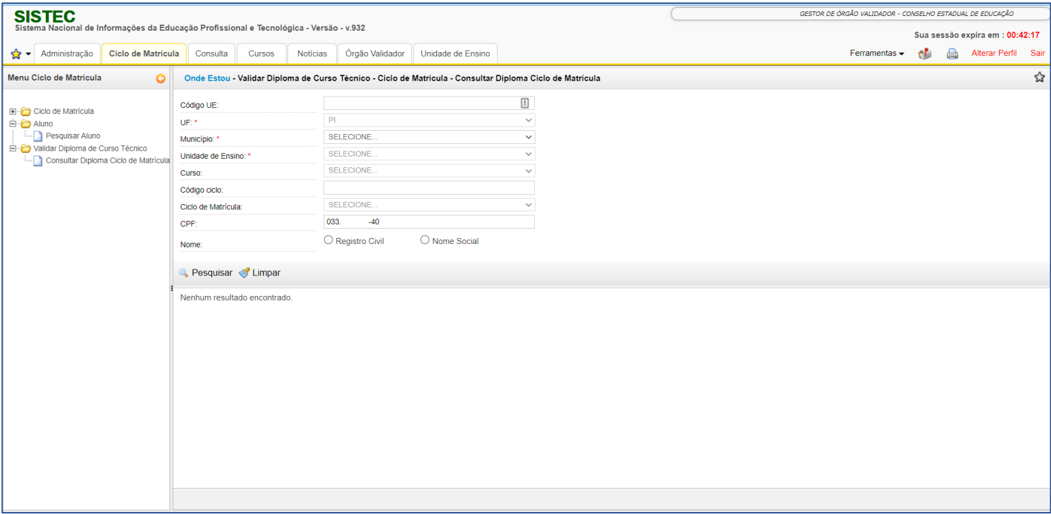 SISTEC
Sistema Nacional de Informações da Educação Profissional e Tecnológica - Versão - v.932
GESTOR DE ÓRGÃO VALIDADOR - CONSELHO ESTADUAL DE EDUCAÇÃO
Sua sessão expira em : 00:42:17
Administração Ciclo de Matrícula Consulta Cursos Notícias Órgão Validador Unidade de Ensino Ferramentas Alterar Perfil Sair
Menu Ciclo de Matrícula
Onde Estou - Validar Diploma de Curso Técnico - Ciclo de Matricula - Consultar Diploma Ciclo de Matricula
Ciclo de Matrícula
Aluno
Pesquisar Aluno
Validar Diploma de Curso Técnico
Consultar Diploma Ciclo de Matrícula
Código UE:
UF: * PI
Município: * SELECIONE...
Unidade de Ensino: * SELECIONE...
Curso: SELECIONE...
Código ciclo:
Ciclo de Matrícula: SELECIONE...
CPF: 033. -40
Nome: Registro Civil Nome Social
Pesquisar Limpar
Nenhum resultado encontrado.